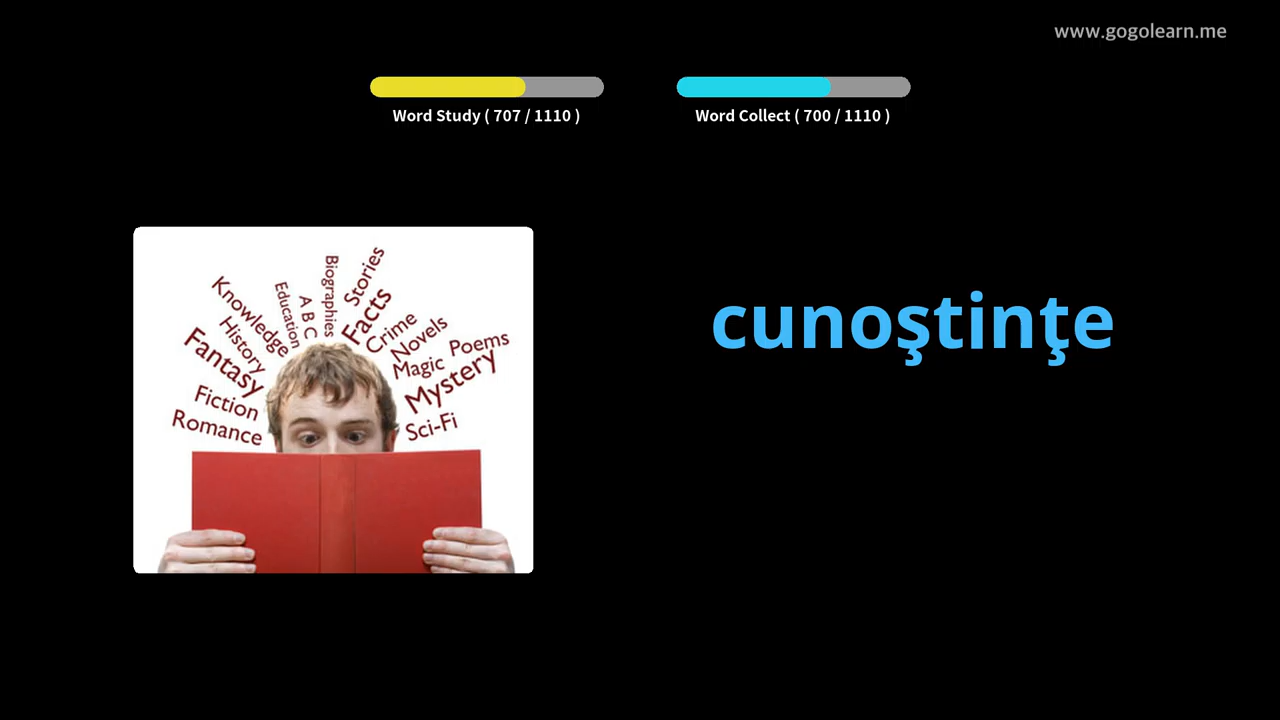 www.gogolearn.me
Word Study ( 707 / 1110 )
Word Collect ( 700 / 1110 )
cunoştinţe
Knowledge
History
Fantasy
Fiction
Romance
Education
A B C
Biographies
Stories
Facts
Crime
Novels
Magic
Poems
Mystery
Sci-Fi